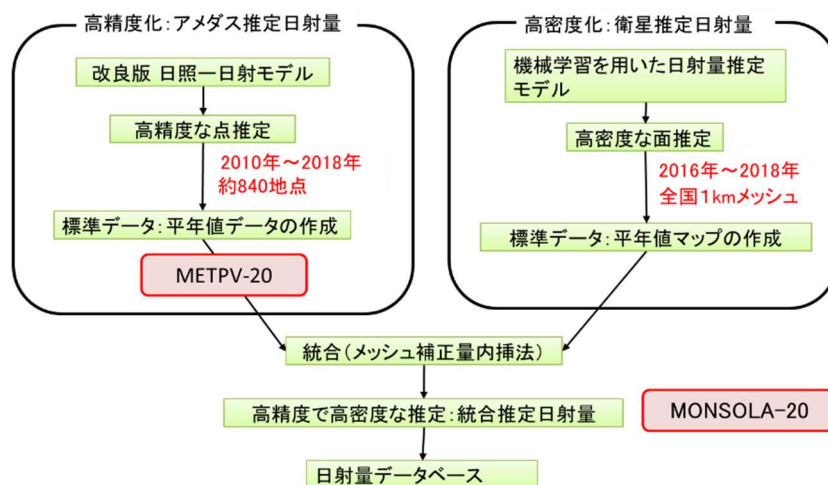 高精度化:アメダス推定日射量
改良版 日照ー日射モデル
高精度な点推定
2010年~2018年
約840地点
標準データ:平年値データの作成
METPV-20
高密度化:衛星推定日射量
機械学習を用いた日射量推定
モデル
高密度な面推定
2016年~2018年
全国1kmメッシュ
標準データ:平年値マップの作成
統合(メッシュ補正量内挿法)
高精度で高密度な推定:統合推定日射量
MONSOLA-20
日射量データベース